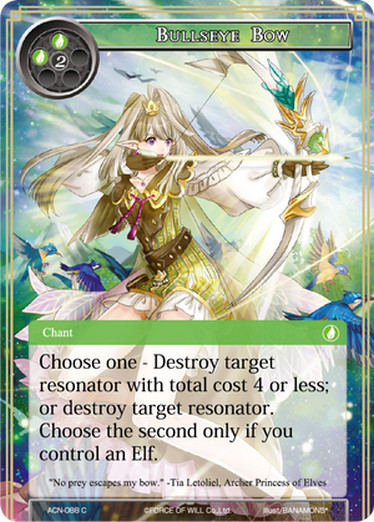 Bullseye Bow
2
Chant
Choose one - Destroy target
resonator with total cost 4 or less;
or destroy target resonator.
Choose the second only if you
control an Elf.
"No prey escapes my bow." -Tia Letoliel, Archer Princess of Elves
ACN-088 C ©FORCE OF WILL Co.,Ltd. Illust/BANAMONS*